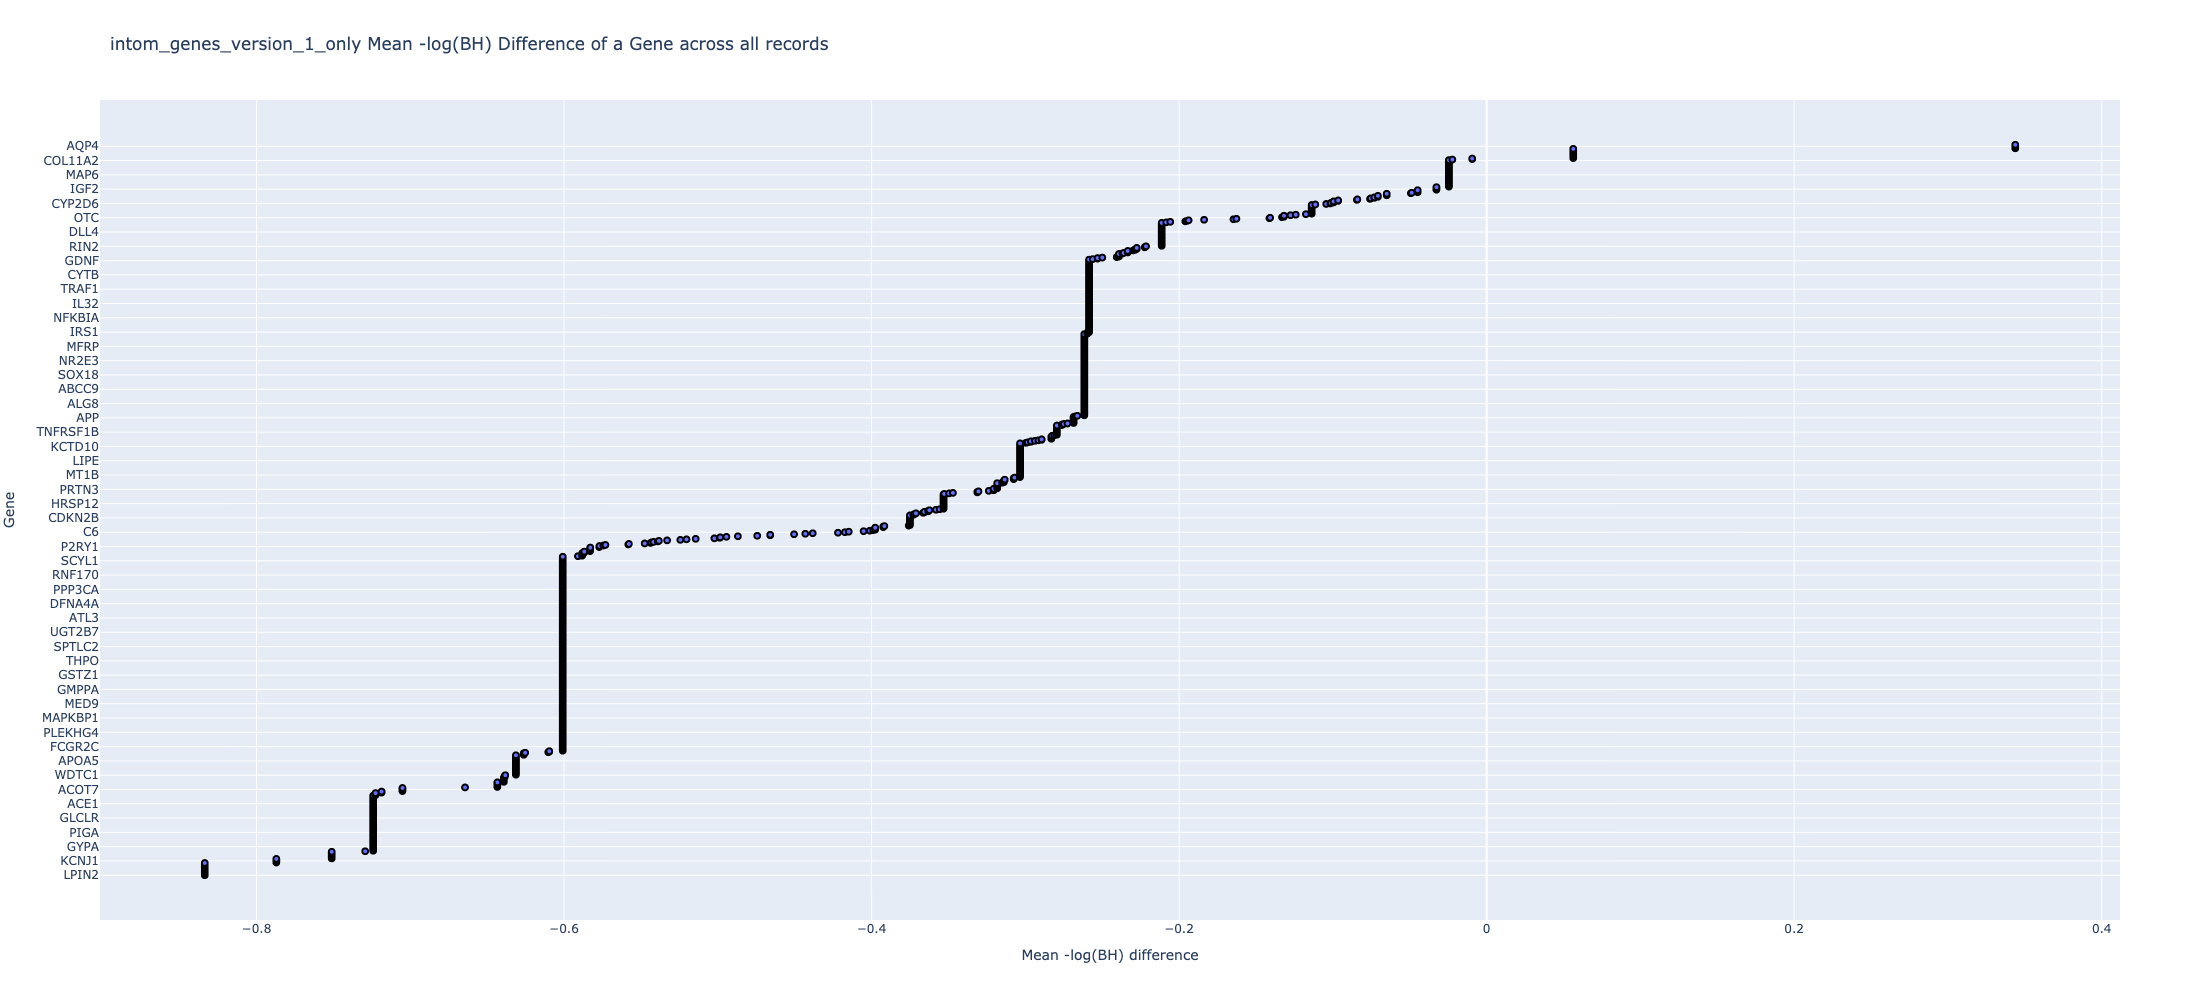 intom_genes_version_1_only Mean -log(BH) Difference of a Gene across all records
AQP4
COL11A2
MAP6
IGF2
CYP2D6
OTC
DLL4
RIN2
GDNF
CYTB
TRAF1
IL32
NFKBIA
IRS1
MFRP
NR2E3
SOX18
ABCC9
ALG8
APP
TNFRSF1B
KCTD10
LIPE
MT1B
PRTN3
HRSP12
CDKN2B
C6
P2RY1
SCYL1
RNF170
PPP3CA
DFNA4A
ATL3
UGT2B7
SPTLC2
THPO
GSTZ1
GMPPA
MED9
MAPKBP1
PLEKHG4
FCGR2C
APOA5
WDTC1
ACOT7
ACE1
GLCLR
PIGA
GYPA
KCNJ1
LPIN2
Gene
−0.8 −0.6 −0.4 −0.2 0 0.2 0.4
Mean -log(BH) difference